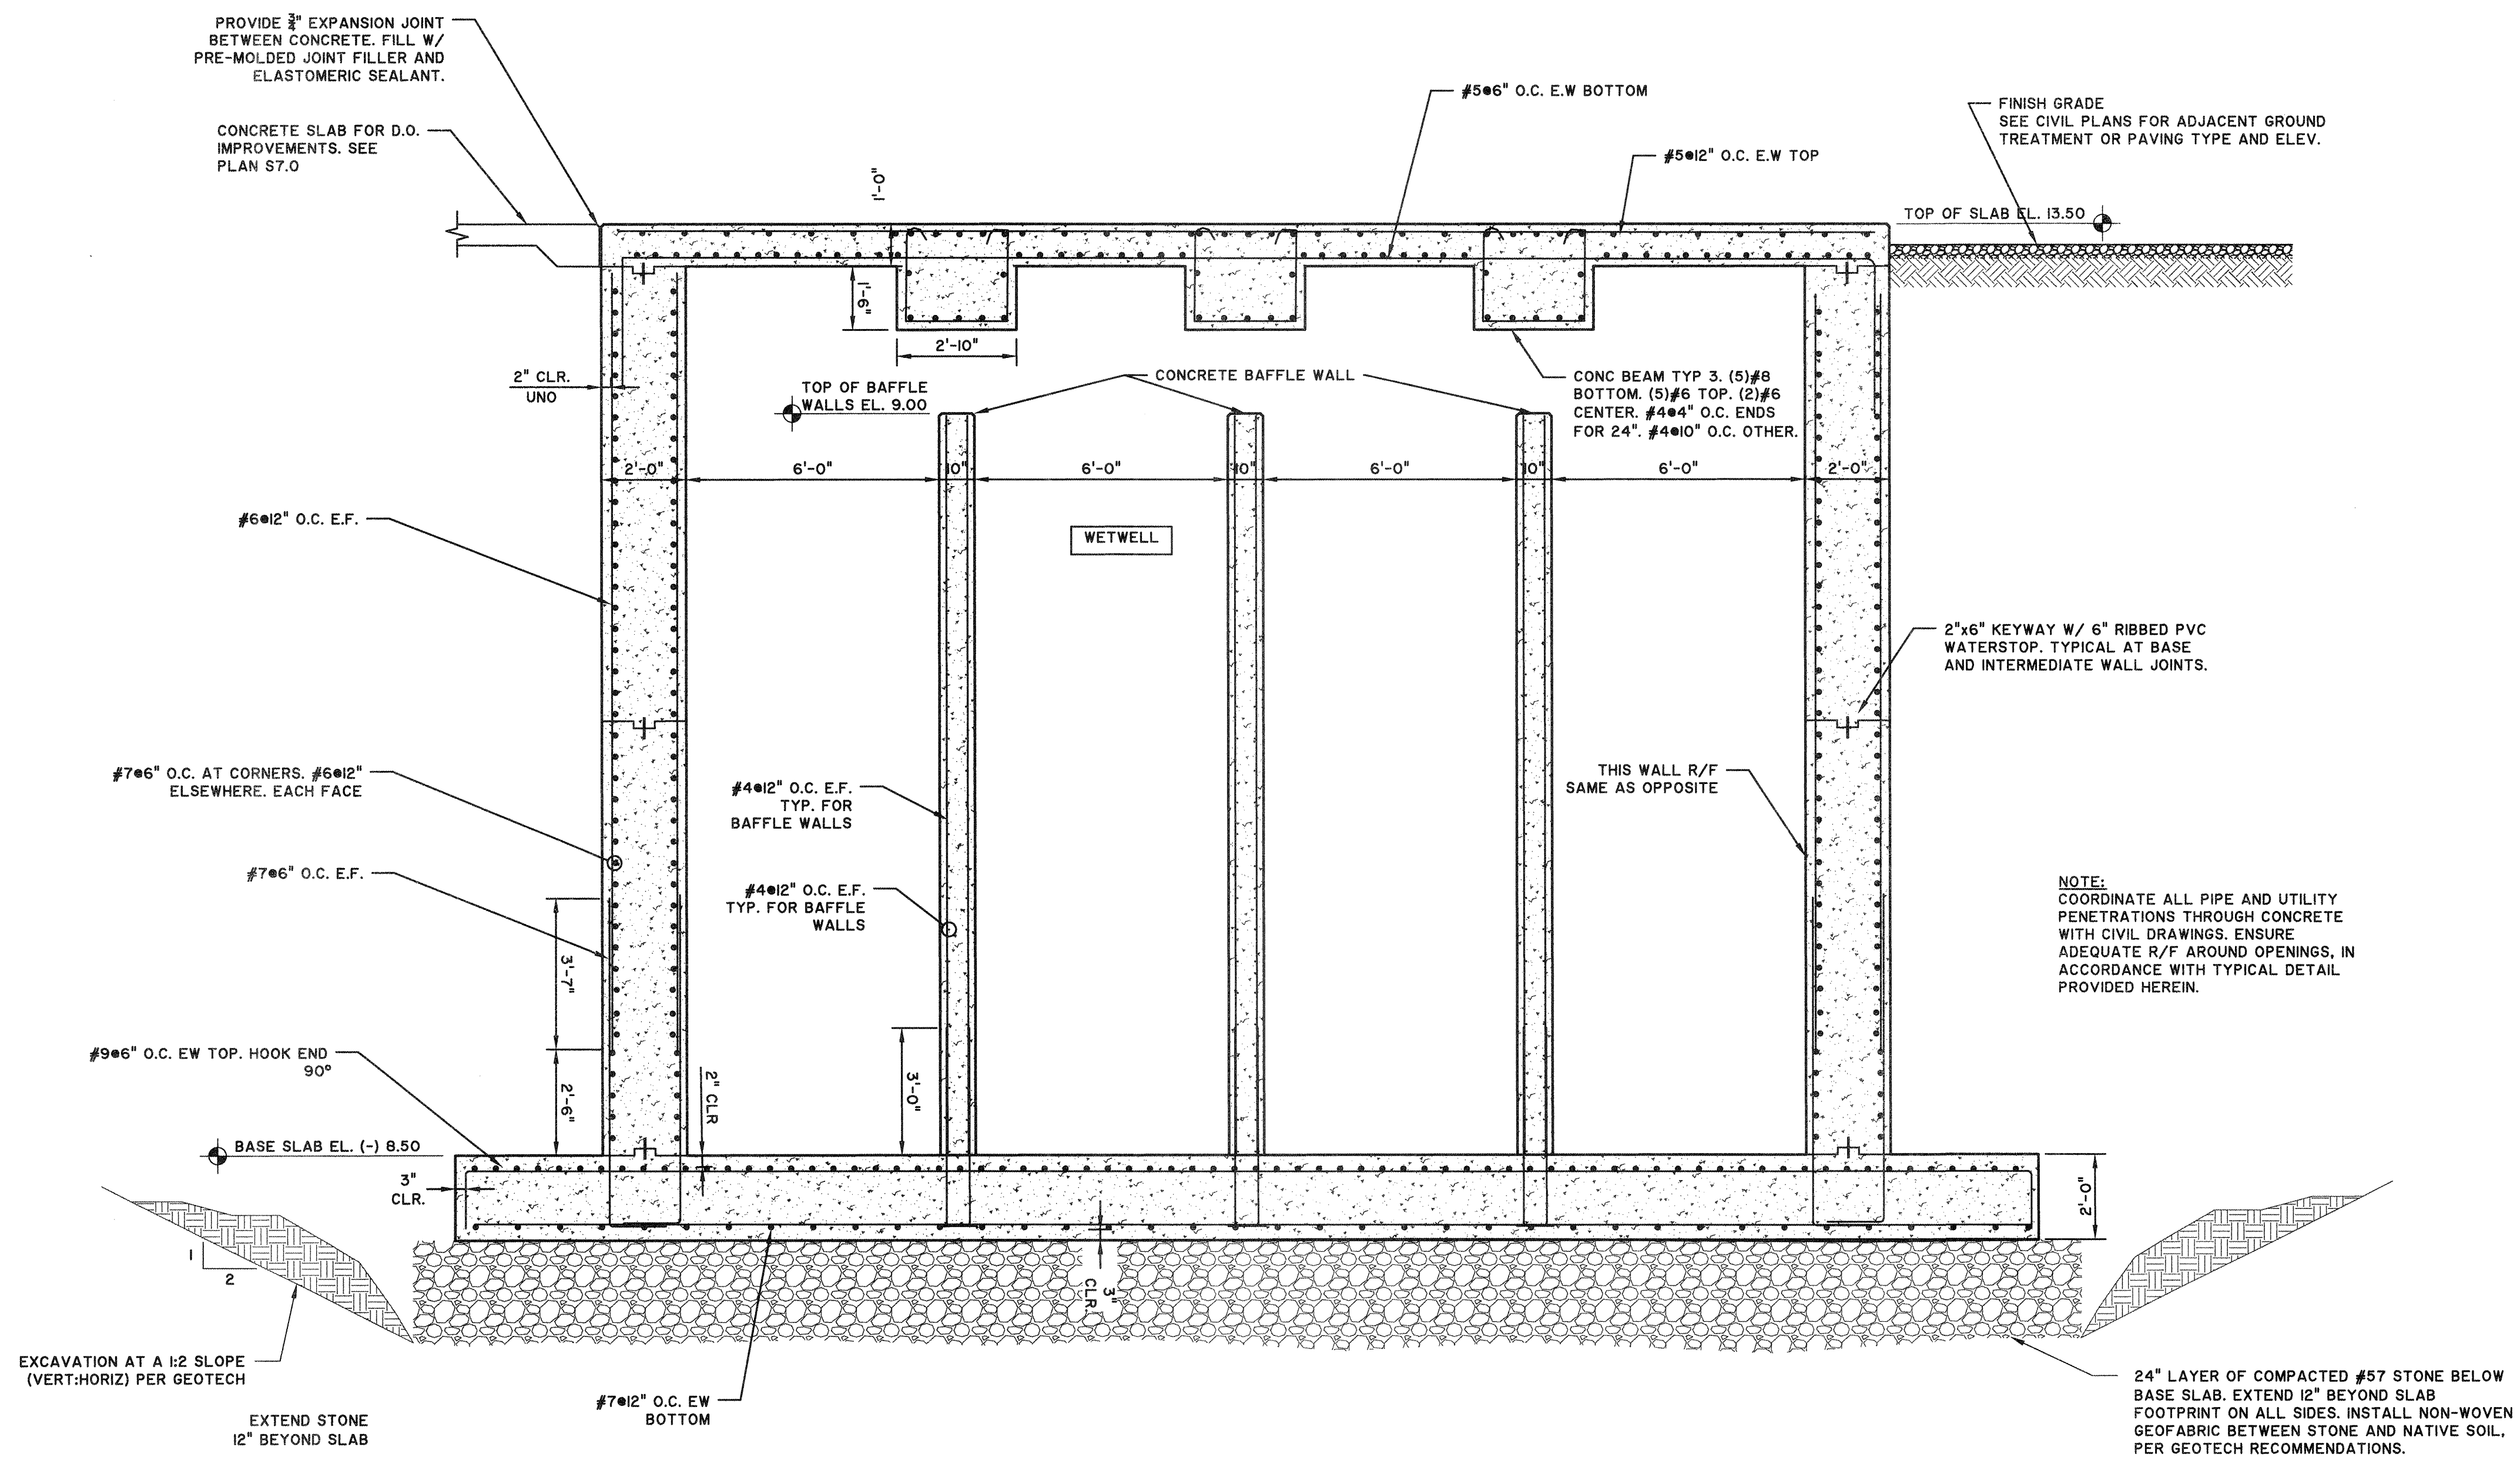 PROVIDE 3/4" EXPANSION JOINT
BETWEEN CONCRETE. FILL W/
PRE-MOLDED JOINT FILLER AND
ELASTOMERIC SEALANT.
CONCRETE SLAB FOR D.O.
IMPROVEMENTS. SEE
PLAN S7.0
#5@6" O.C. E.W BOTTOM
#5@12" O.C. E.W TOP
FINISH GRADE
SEE CIVIL PLANS FOR ADJACENT GROUND
TREATMENT OR PAVING TYPE AND ELEV.
1'-0"
TOP OF SLAB EL. 13.50
1'-6"
2'-10"
2" CLR.
UNO
TOP OF BAFFLE
WALLS EL. 9.00
CONCRETE BAFFLE WALL
CONC BEAM TYP 3. (5)#8
BOTTOM. (5)#6 TOP. (2)#6
CENTER. #4@4" O.C. ENDS
FOR 24". #4@10" O.C. OTHER.
2'-0"
6'-0"
10"
6'-0"
10"
6'-0"
10"
6'-0"
2'-0"
#6@12" O.C. E.F.
WETWELL
2"x6" KEYWAY W/ 6" RIBBED PVC
WATERSTOP. TYPICAL AT BASE
AND INTERMEDIATE WALL JOINTS.
#7@6" O.C. AT CORNERS. #6@12"
ELSEWHERE. EACH FACE
#4@12" O.C. E.F.
TYP. FOR
BAFFLE WALLS
THIS WALL R/F
SAME AS OPPOSITE
#7@6" O.C. E.F.
#4@12" O.C. E.F.
TYP. FOR BAFFLE
WALLS
NOTE:
COORDINATE ALL PIPE AND UTILITY
PENETRATIONS THROUGH CONCRETE
WITH CIVIL DRAWINGS. ENSURE
ADEQUATE R/F AROUND OPENINGS, IN
ACCORDANCE WITH TYPICAL DETAIL
PROVIDED HEREIN.
3'-7"
#9@6" O.C. EW TOP. HOOK END
90°
2'-6"
2" CLR
3'-0"
BASE SLAB EL. (-) 8.50
3"
CLR.
2'-0"
1
2
3"
CLR.
EXCAVATION AT A 1:2 SLOPE
(VERT:HORIZ) PER GEOTECH
#7@12" O.C. EW
BOTTOM
EXTEND STONE
12" BEYOND SLAB
24" LAYER OF COMPACTED #57 STONE BELOW
BASE SLAB. EXTEND 12" BEYOND SLAB
FOOTPRINT ON ALL SIDES. INSTALL NON-WOVEN
GEOFABRIC BETWEEN STONE AND NATIVE SOIL,
PER GEOTECH RECOMMENDATIONS.